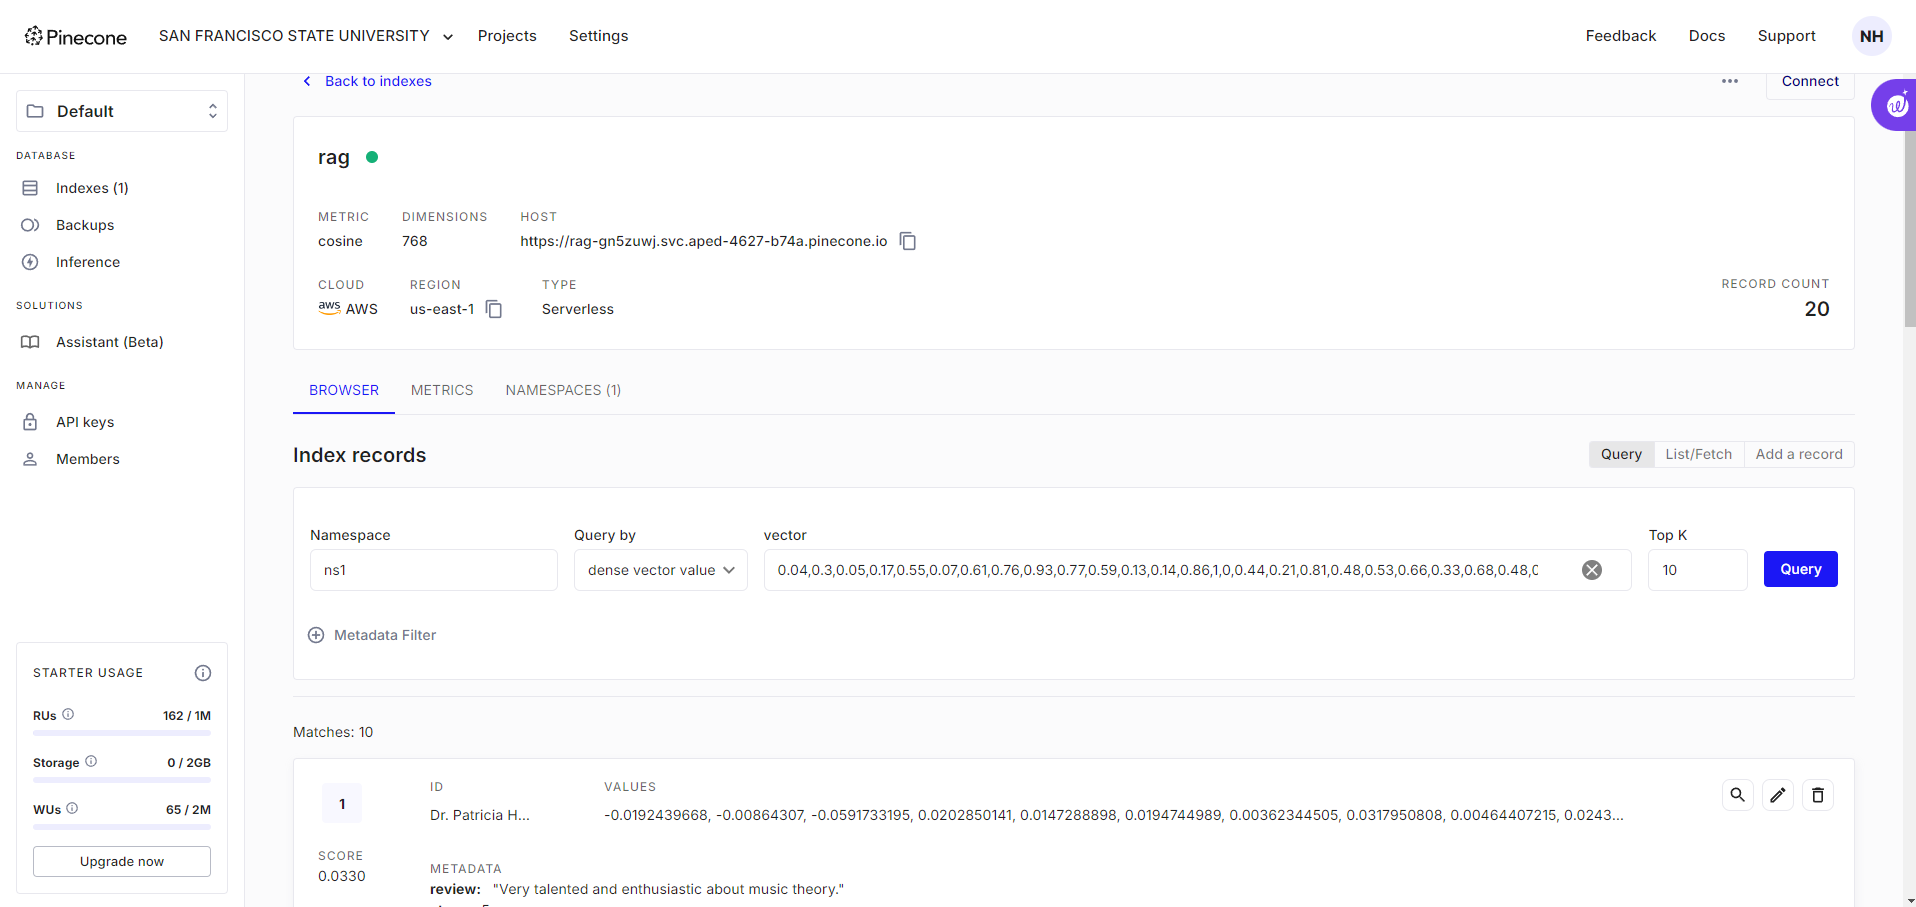 Pinecone
SAN FRANCISCO STATE UNIVERSITY
Projects
Settings
Feedback
Docs
Support
NH
Default
DATABASE
Indexes (1)
Backups
Inference
SOLUTIONS
Assistant (Beta)
MANAGE
API keys
Members
STARTER USAGE
RUs 162 / 1M
Storage 0 / 2GB
WUs 65 / 2M
Upgrade now
Back to indexes
Connect
rag
METRIC DIMENSIONS HOST
cosine 768 https://rag-gn5zuwj.svc.aped-4627-b74a.pinecone.io
CLOUD REGION TYPE RECORD COUNT
aws AWS us-east-1 Serverless 20
BROWSER METRICS NAMESPACES (1)
Index records
Query List/Fetch Add a record
Namespace Query by vector Top K
ns1 dense vector value 0.04,0.3,0.05,0.17,0.55,0.07,0.61,0.76,0.93,0.77,0.59,0.13,0.14,0.86,1,0,0.44,0.21,0.81,0.48,0.53,0.66,0.33,0.68,0.48, 10 Query
Metadata Filter
Matches: 10
1
ID VALUES
Dr. Patricia H... -0.0192439668, -0.00864307, -0.0591733195, 0.0202850141, 0.0147288898, 0.0194744989, 0.00362344505, 0.0317950808, 0.00464407215, 0.0243...
SCORE
0.0330
METADATA
review: "Very talented and enthusiastic about music theory."